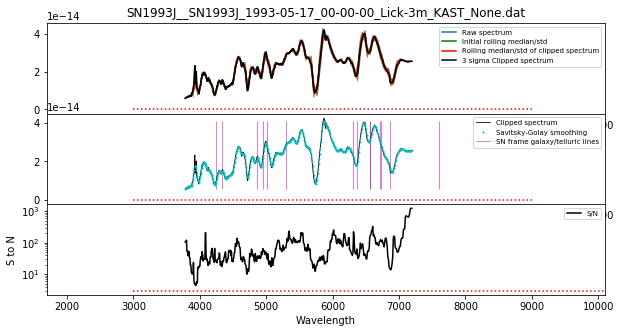 SN1993J__SN1993J_1993-05-17_00-00-00_Lick-3m_KAST_None.dat
1e−14
4
2
0
Raw spectrum
Initial rolling median/std
Rolling median/std of clipped spectrum
3 sigma Clipped spectrum
1e−14
4
2
0
Clipped spectrum
Savitsky-Golay smoothing
SN frame galaxy/telluric lines
S to N
10³
10²
10¹
S/N
2000 3000 4000 5000 6000 7000 8000 9000 10000
Wavelength